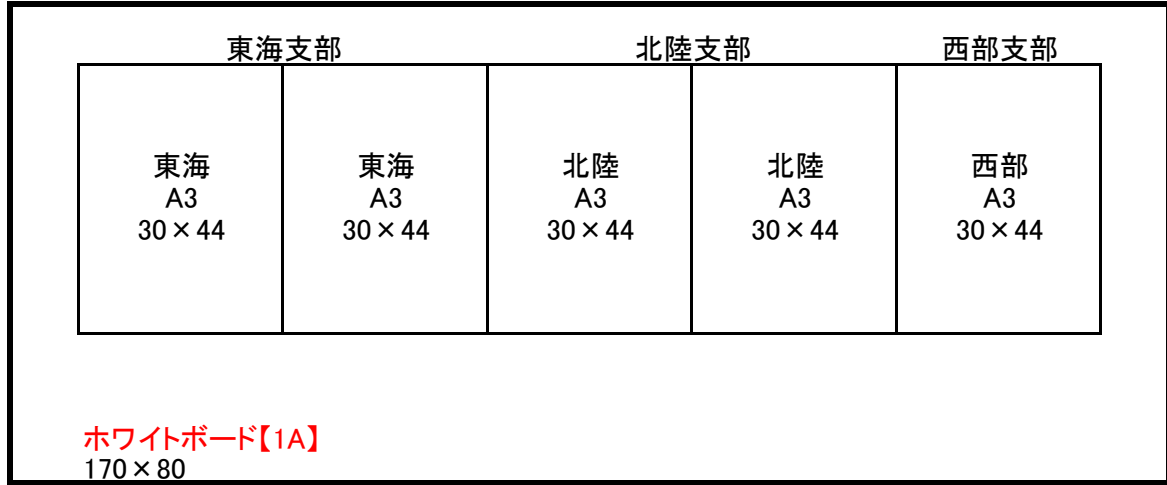 東海支部 北陸支部 西部支部
東海 東海 北陸 北陸 西部
A3 A3 A3 A3 A3
30×44 30×44 30×44 30×44 30×44
ホワイトボード【1A】
170×80